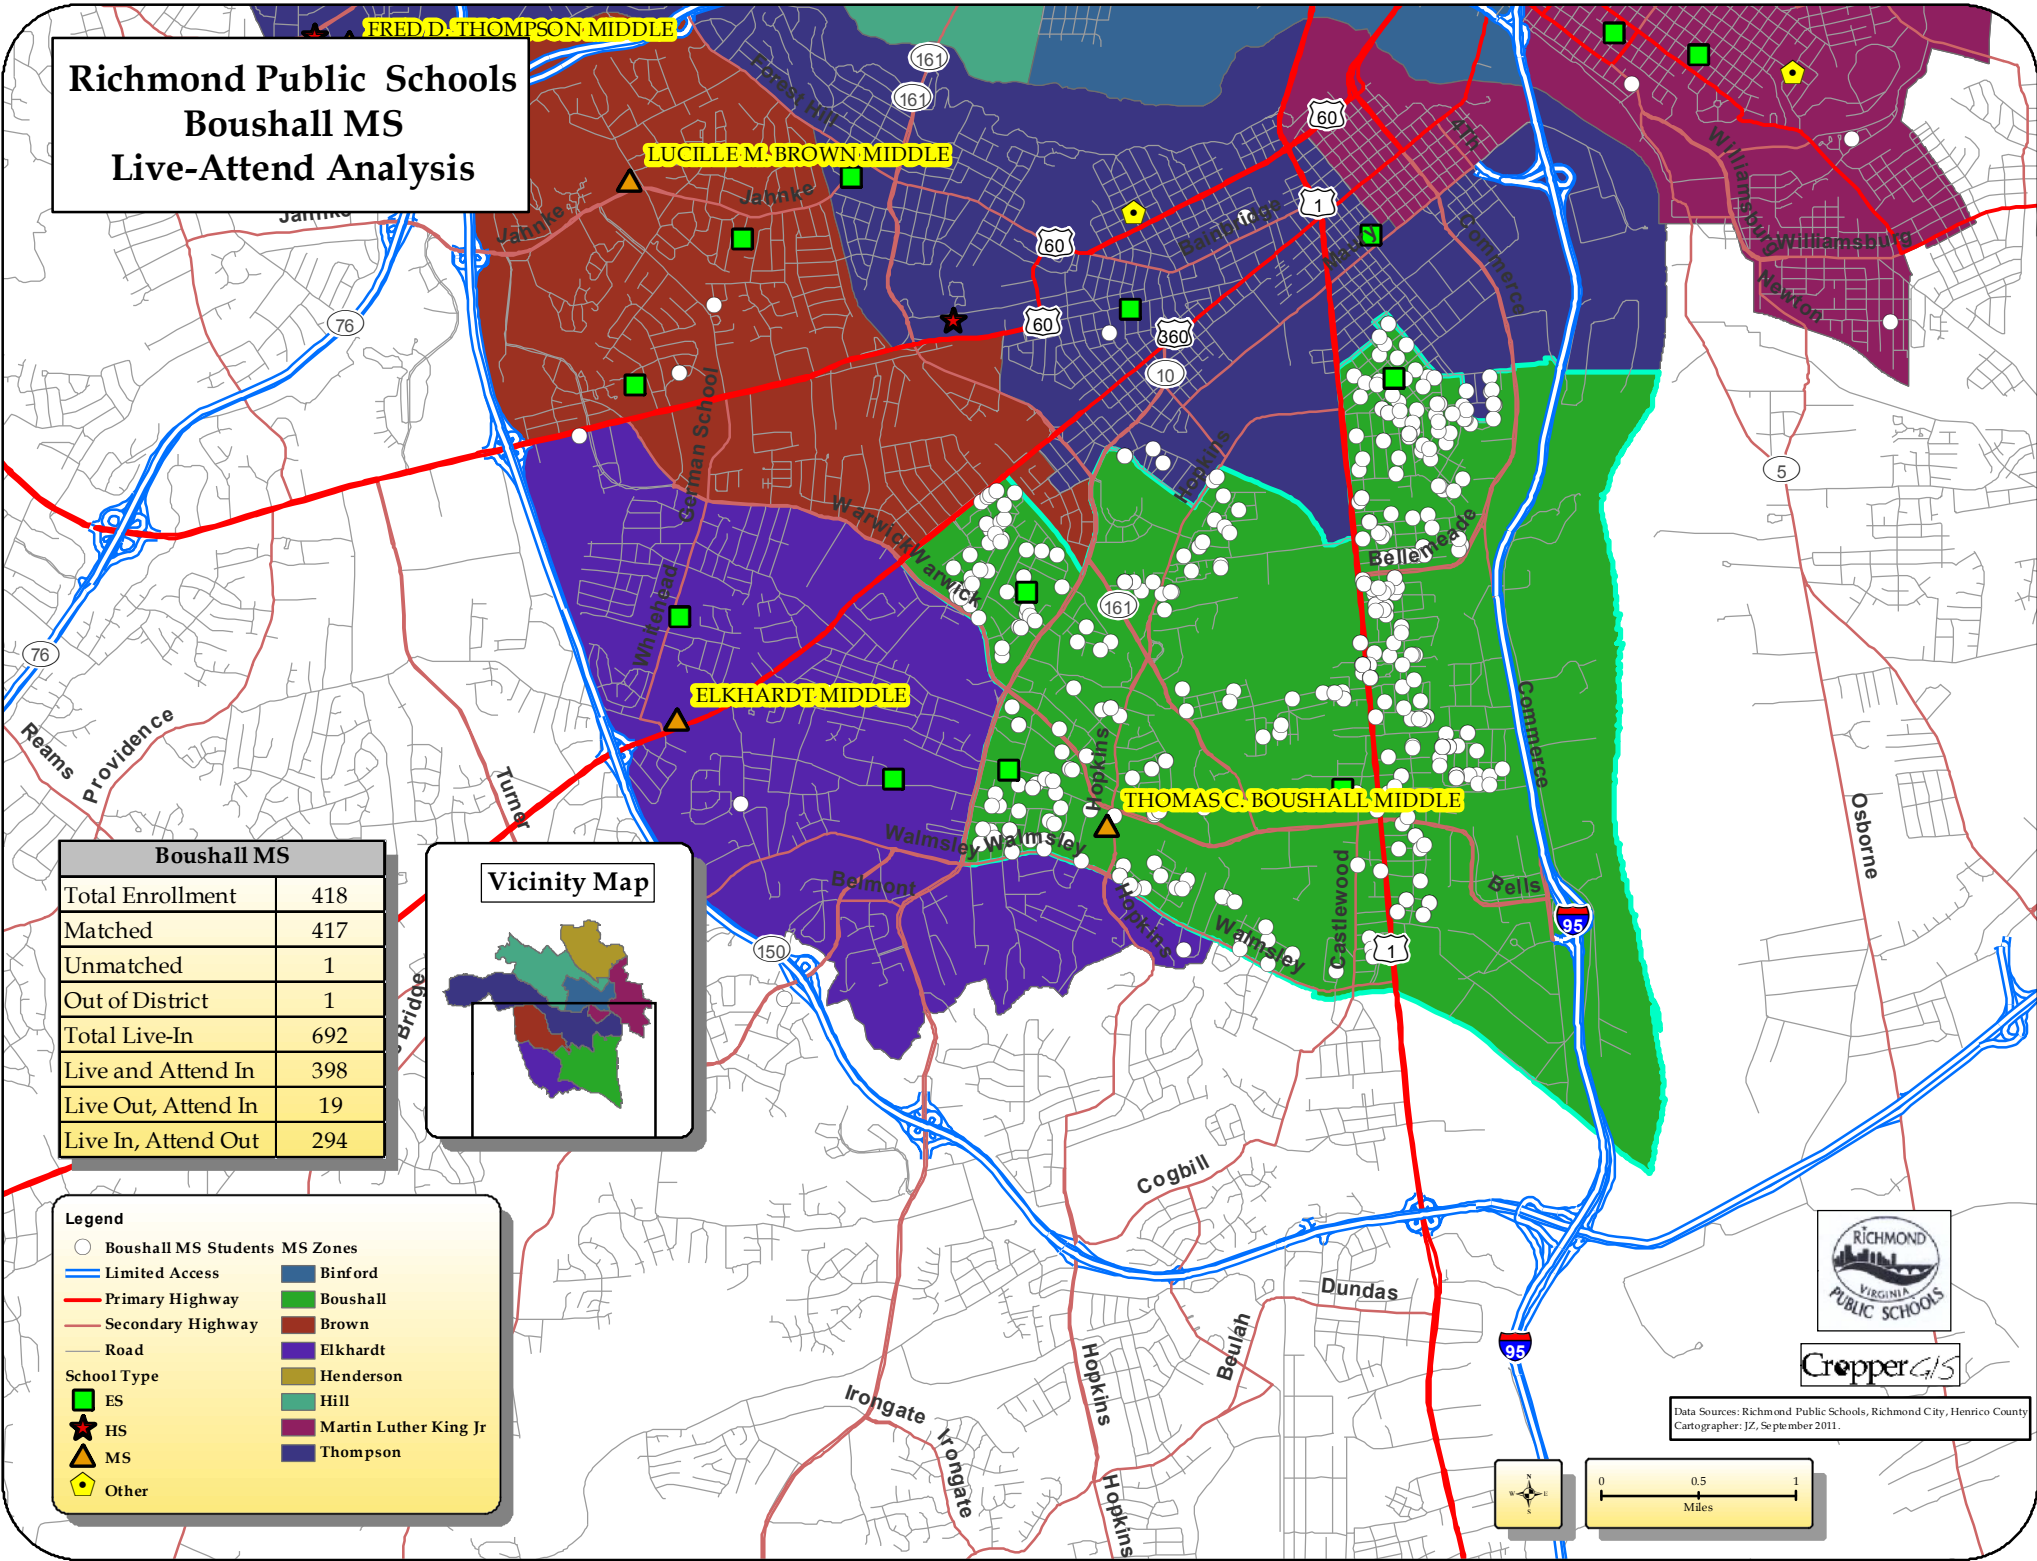 FRED D. THOMPSON MIDDLE
Richmond Public Schools
Boushall MS
Live-Attend Analysis
161
161
Forest Hill
60
4Th
LUCILLE M. BROWN MIDDLE
Jahnke
Jahnke
Jahnke
Williamsburg
Williamsburg
Newton
1
60
Bainbridge
Maury
Commerce
76
60
360
10
German School
5
Hopkins
Warwick
Warwick
Bellemeade
161
Whitehead
76
ELKHARDT MIDDLE
Reams
Providence
Turner
Commerce
Hopkins
THOMAS C. BOUSHALL MIDDLE
Osborne
Walmsley
Walmsley
Belmont
Hopkins
Walmsley
Castlewood
Bells
95
1
150
Bridge
Boushall MS
Total Enrollment 418
Matched 417
Unmatched 1
Out of District 1
Total Live-In 692
Live and Attend In 398
Live Out, Attend In 19
Live In, Attend Out 294
Vicinity Map
Cogbill
Dundas
Beulah
95
Hopkins
Irongate
Irongate
Hopkins
Legend
Boushall MS Students
Limited Access
Primary Highway
Secondary Highway
Road
School Type
ES
HS
MS
Other
MS Zones
Binford
Boushall
Brown
Elkhardt
Henderson
Hill
Martin Luther King Jr
Thompson
RICHMOND
VIRGINIA
PUBLIC SCHOOLS
Cropper GIS
Data Sources: Richmond Public Schools, Richmond City, Henrico County
Cartographer: JZ, September 2011.
N
W E
S
0 0.5 1
Miles